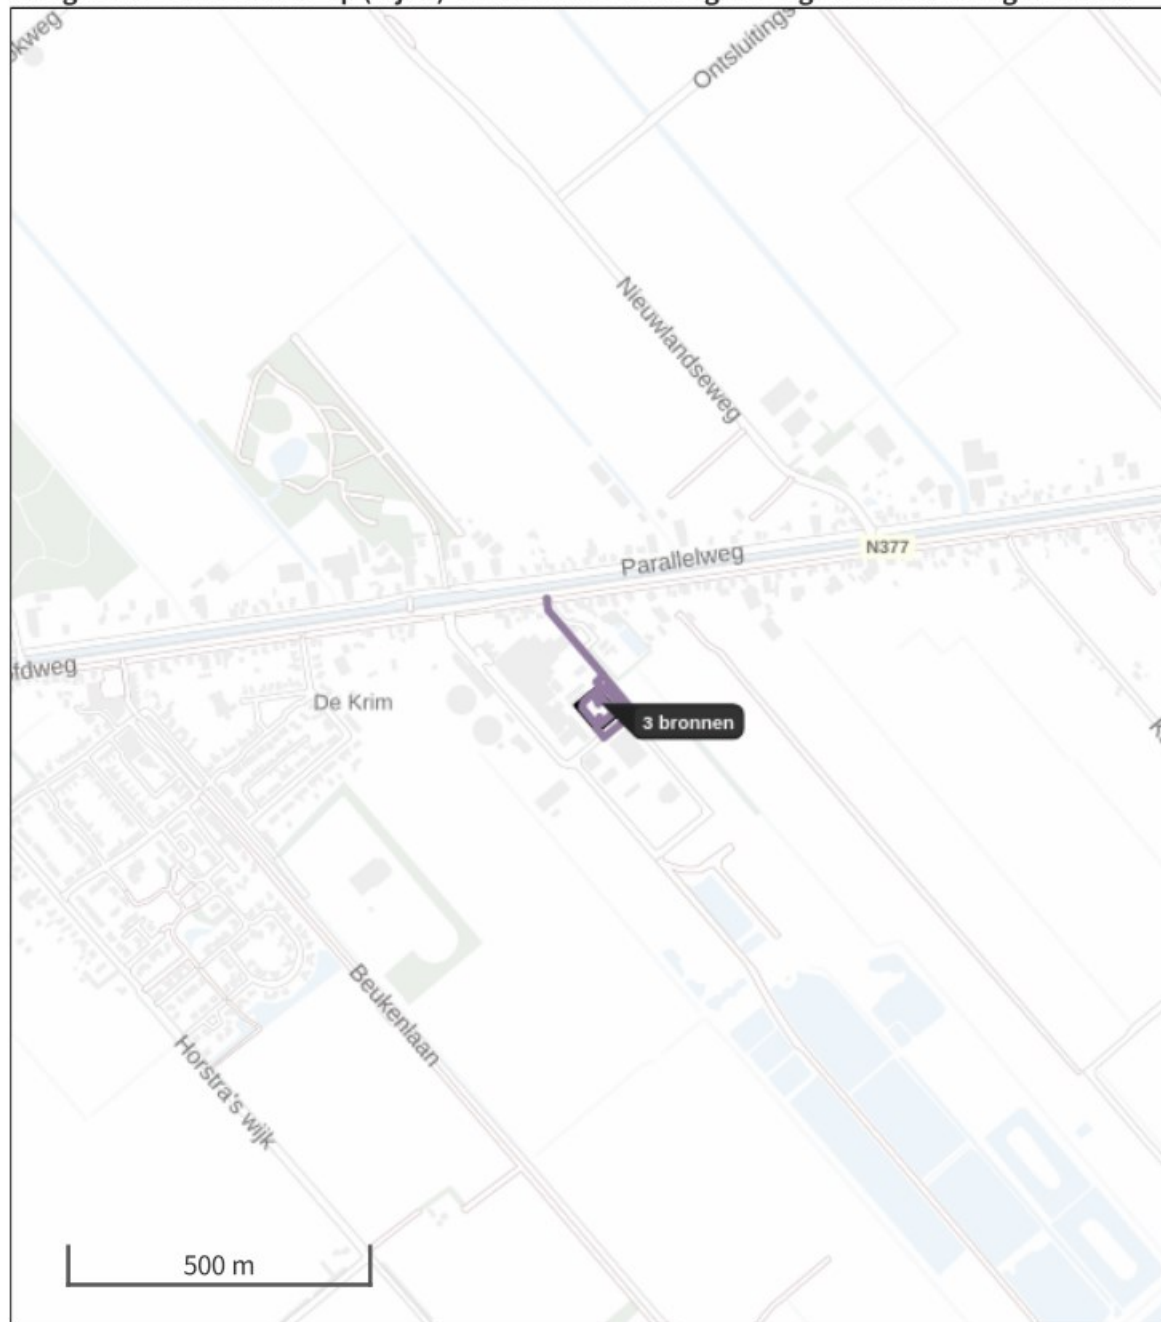 Ontsluitings
Nieuwlandseweg
Parallelweg
N377
De Krim
3 bronnen
Beukenlaan
Horstra's wijk
500 m